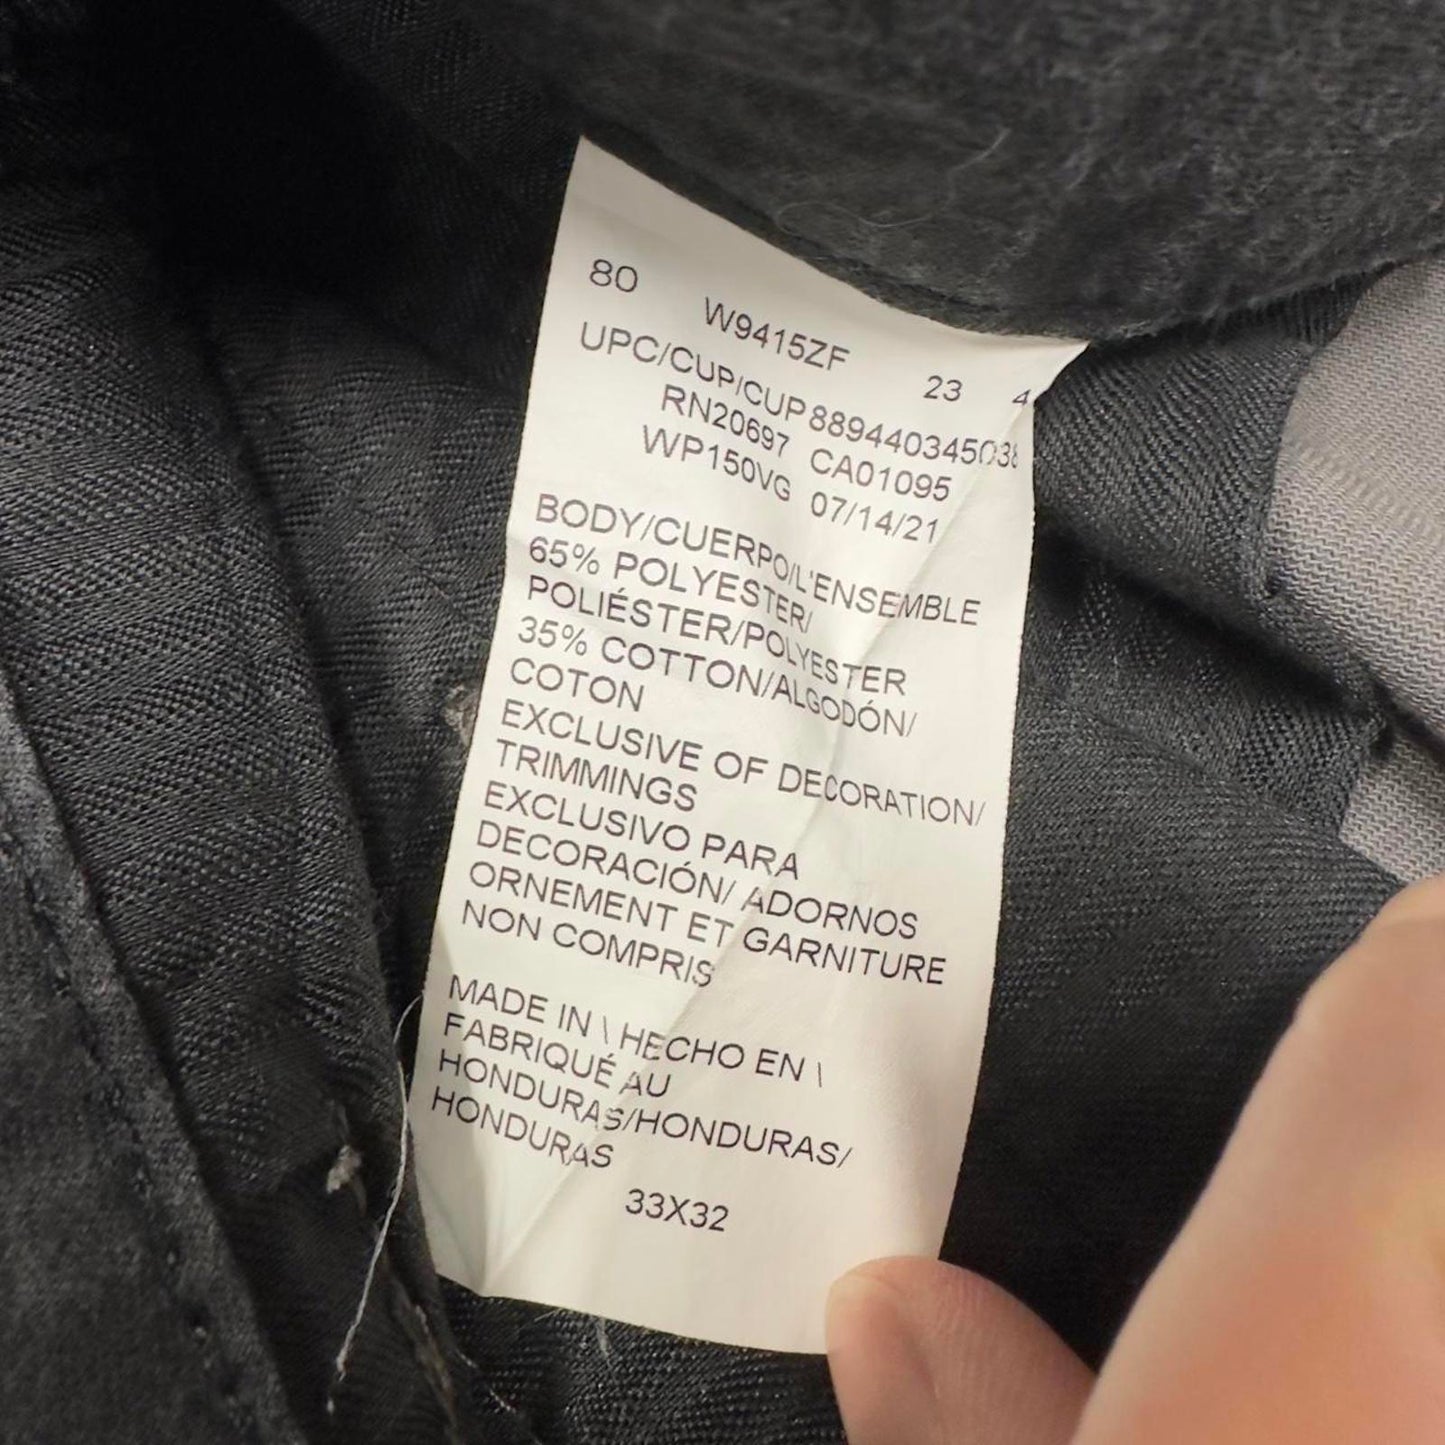 80 W9415ZF 23 4
UPC/CUP/CUP 889440345038
RN20697 CA01095
WP150VG 07/14/21
BODY/CUERPO/L'ENSEMBLE
65% POLYESTER/
POLIÉSTER/POLYESTER
35% COTTON/ALGODÓN/
COTON
EXCLUSIVE OF DECORATION/
TRIMMINGS
EXCLUSIVO PARA
DECORACIÓN/ ADORNOS
ORNEMENT ET GARNITURE
NON COMPRIS
MADE IN \ HECHO EN \
FABRIQUÉ AU
HONDURAS/HONDURAS/
HONDURAS
33X32